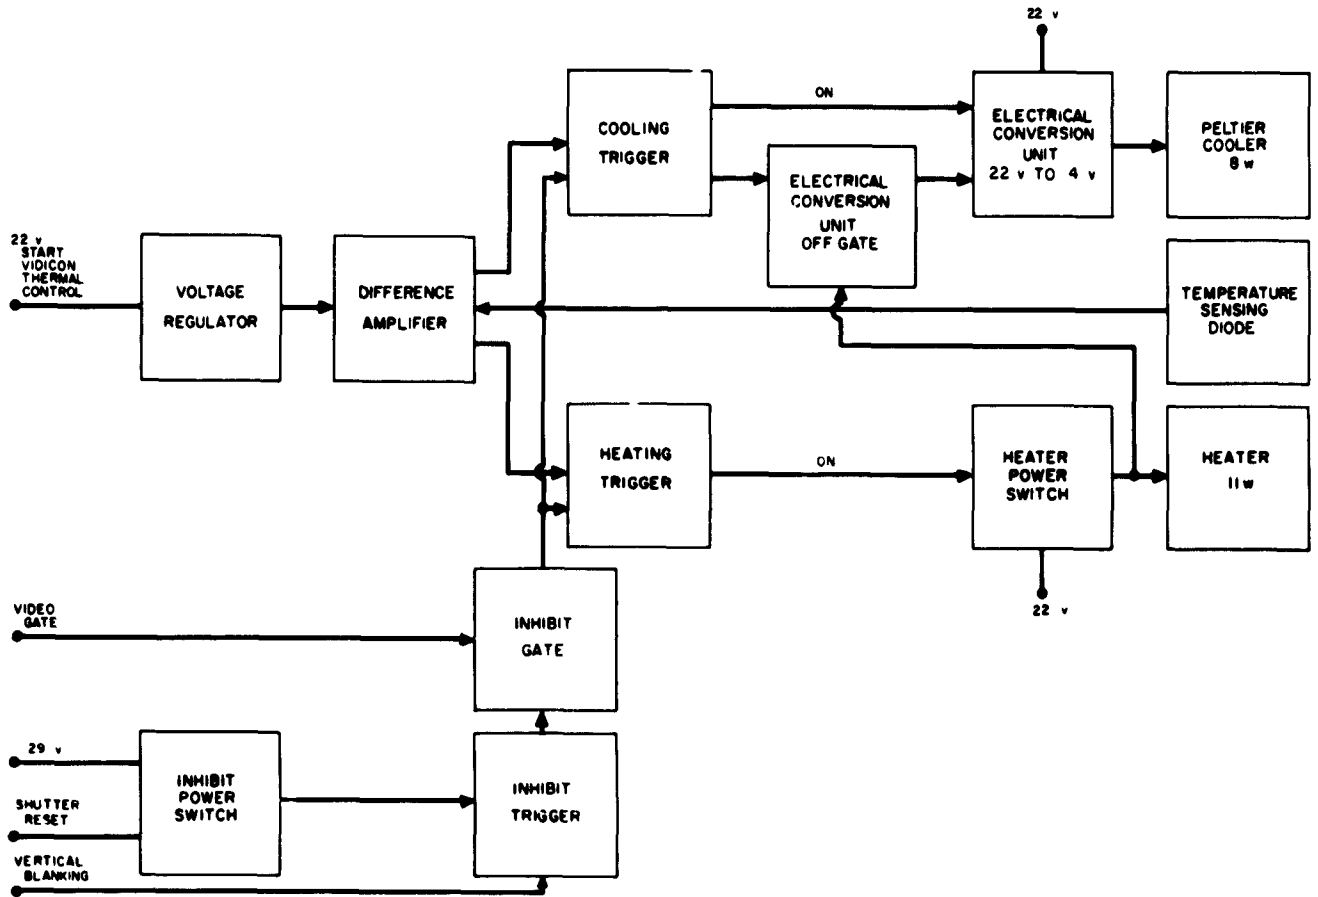 22 v
COOLING
TRIGGER
ON
ELECTRICAL
CONVERSION
UNIT
22 v TO 4 v
PELTIER
COOLER
8 w
ELECTRICAL
CONVERSION
UNIT
OFF GATE
22 v
START
VIDICON
THERMAL
CONTROL
VOLTAGE
REGULATOR
DIFFERENCE
AMPLIFIER
TEMPERATURE
SENSING
DIODE
HEATING
TRIGGER
ON
HEATER
POWER
SWITCH
HEATER
11 w
22 v
VIDEO
GATE
INHIBIT
GATE
29 v
SHUTTER
RESET
VERTICAL
BLANKING
INHIBIT
POWER
SWITCH
INHIBIT
TRIGGER